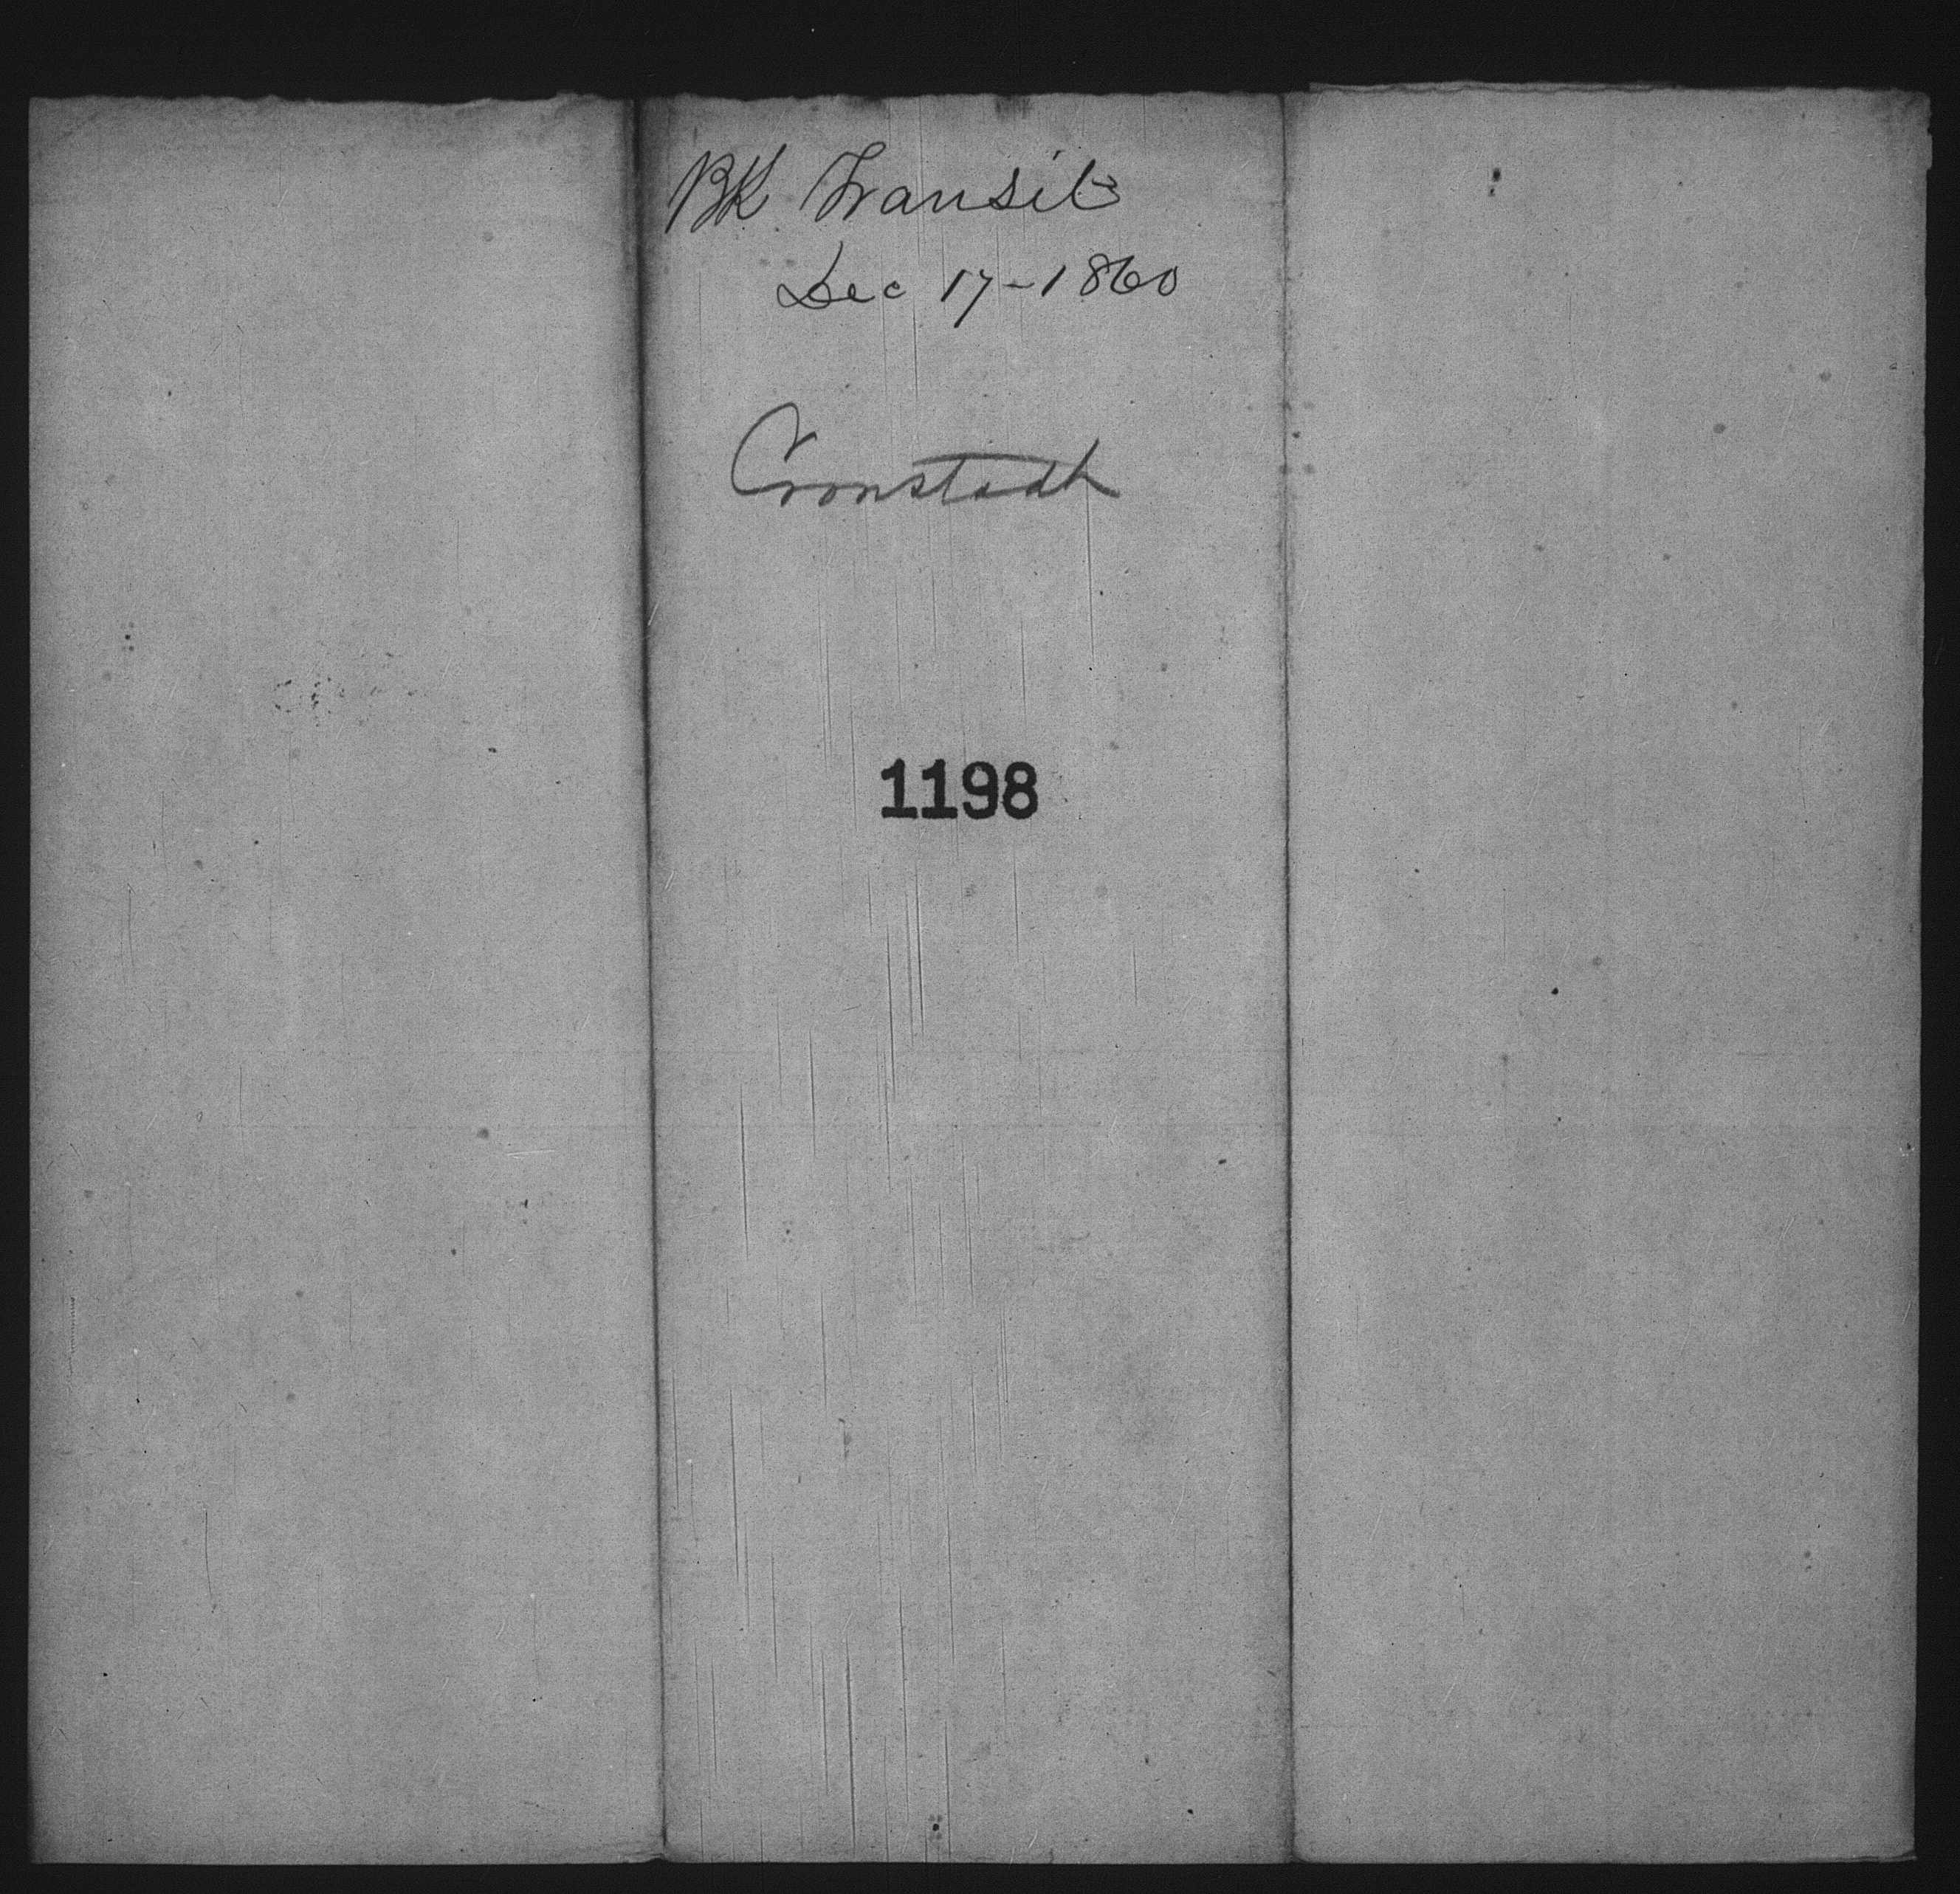 BK Transit
Dec 17-1860
Cronstadt
1198